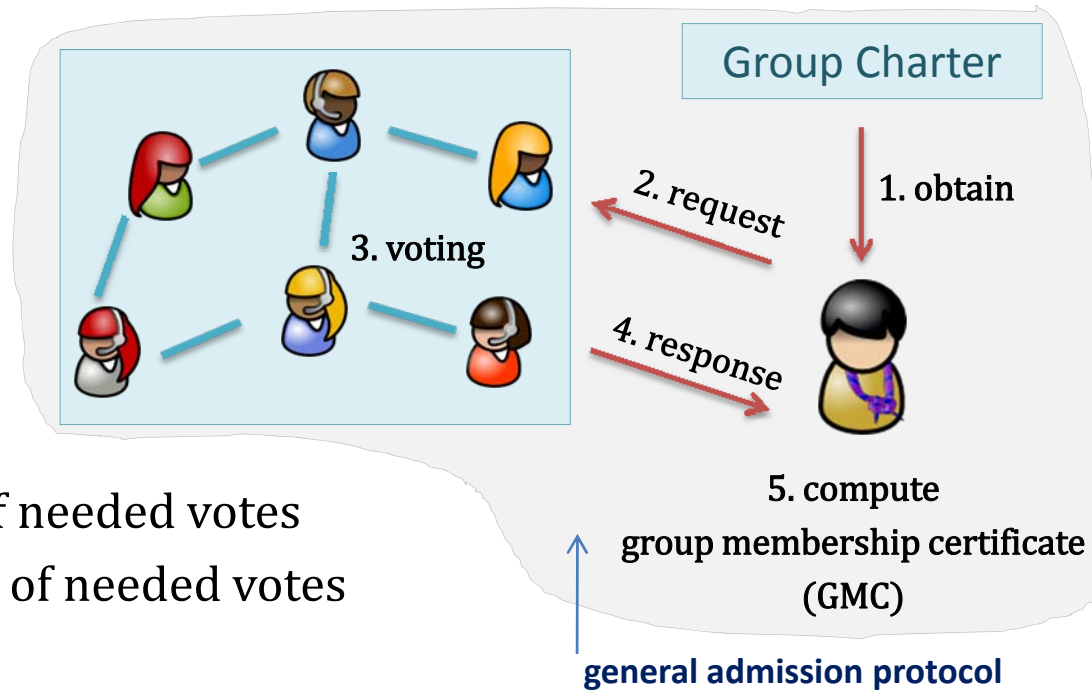 Group Charter
1. obtain
2. request
3. voting
4. response
5. compute
group membership certificate
(GMC)
needed votes
of needed votes
general admission protocol